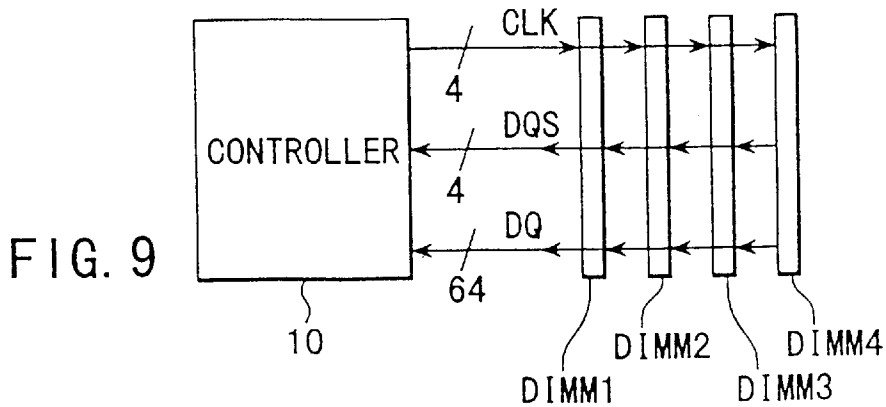 CLK
4
DQS
CONTROLLER
4
DQ
FIG. 9
64
10
DIMM1
DIMM2
DIMM3
DIMM4